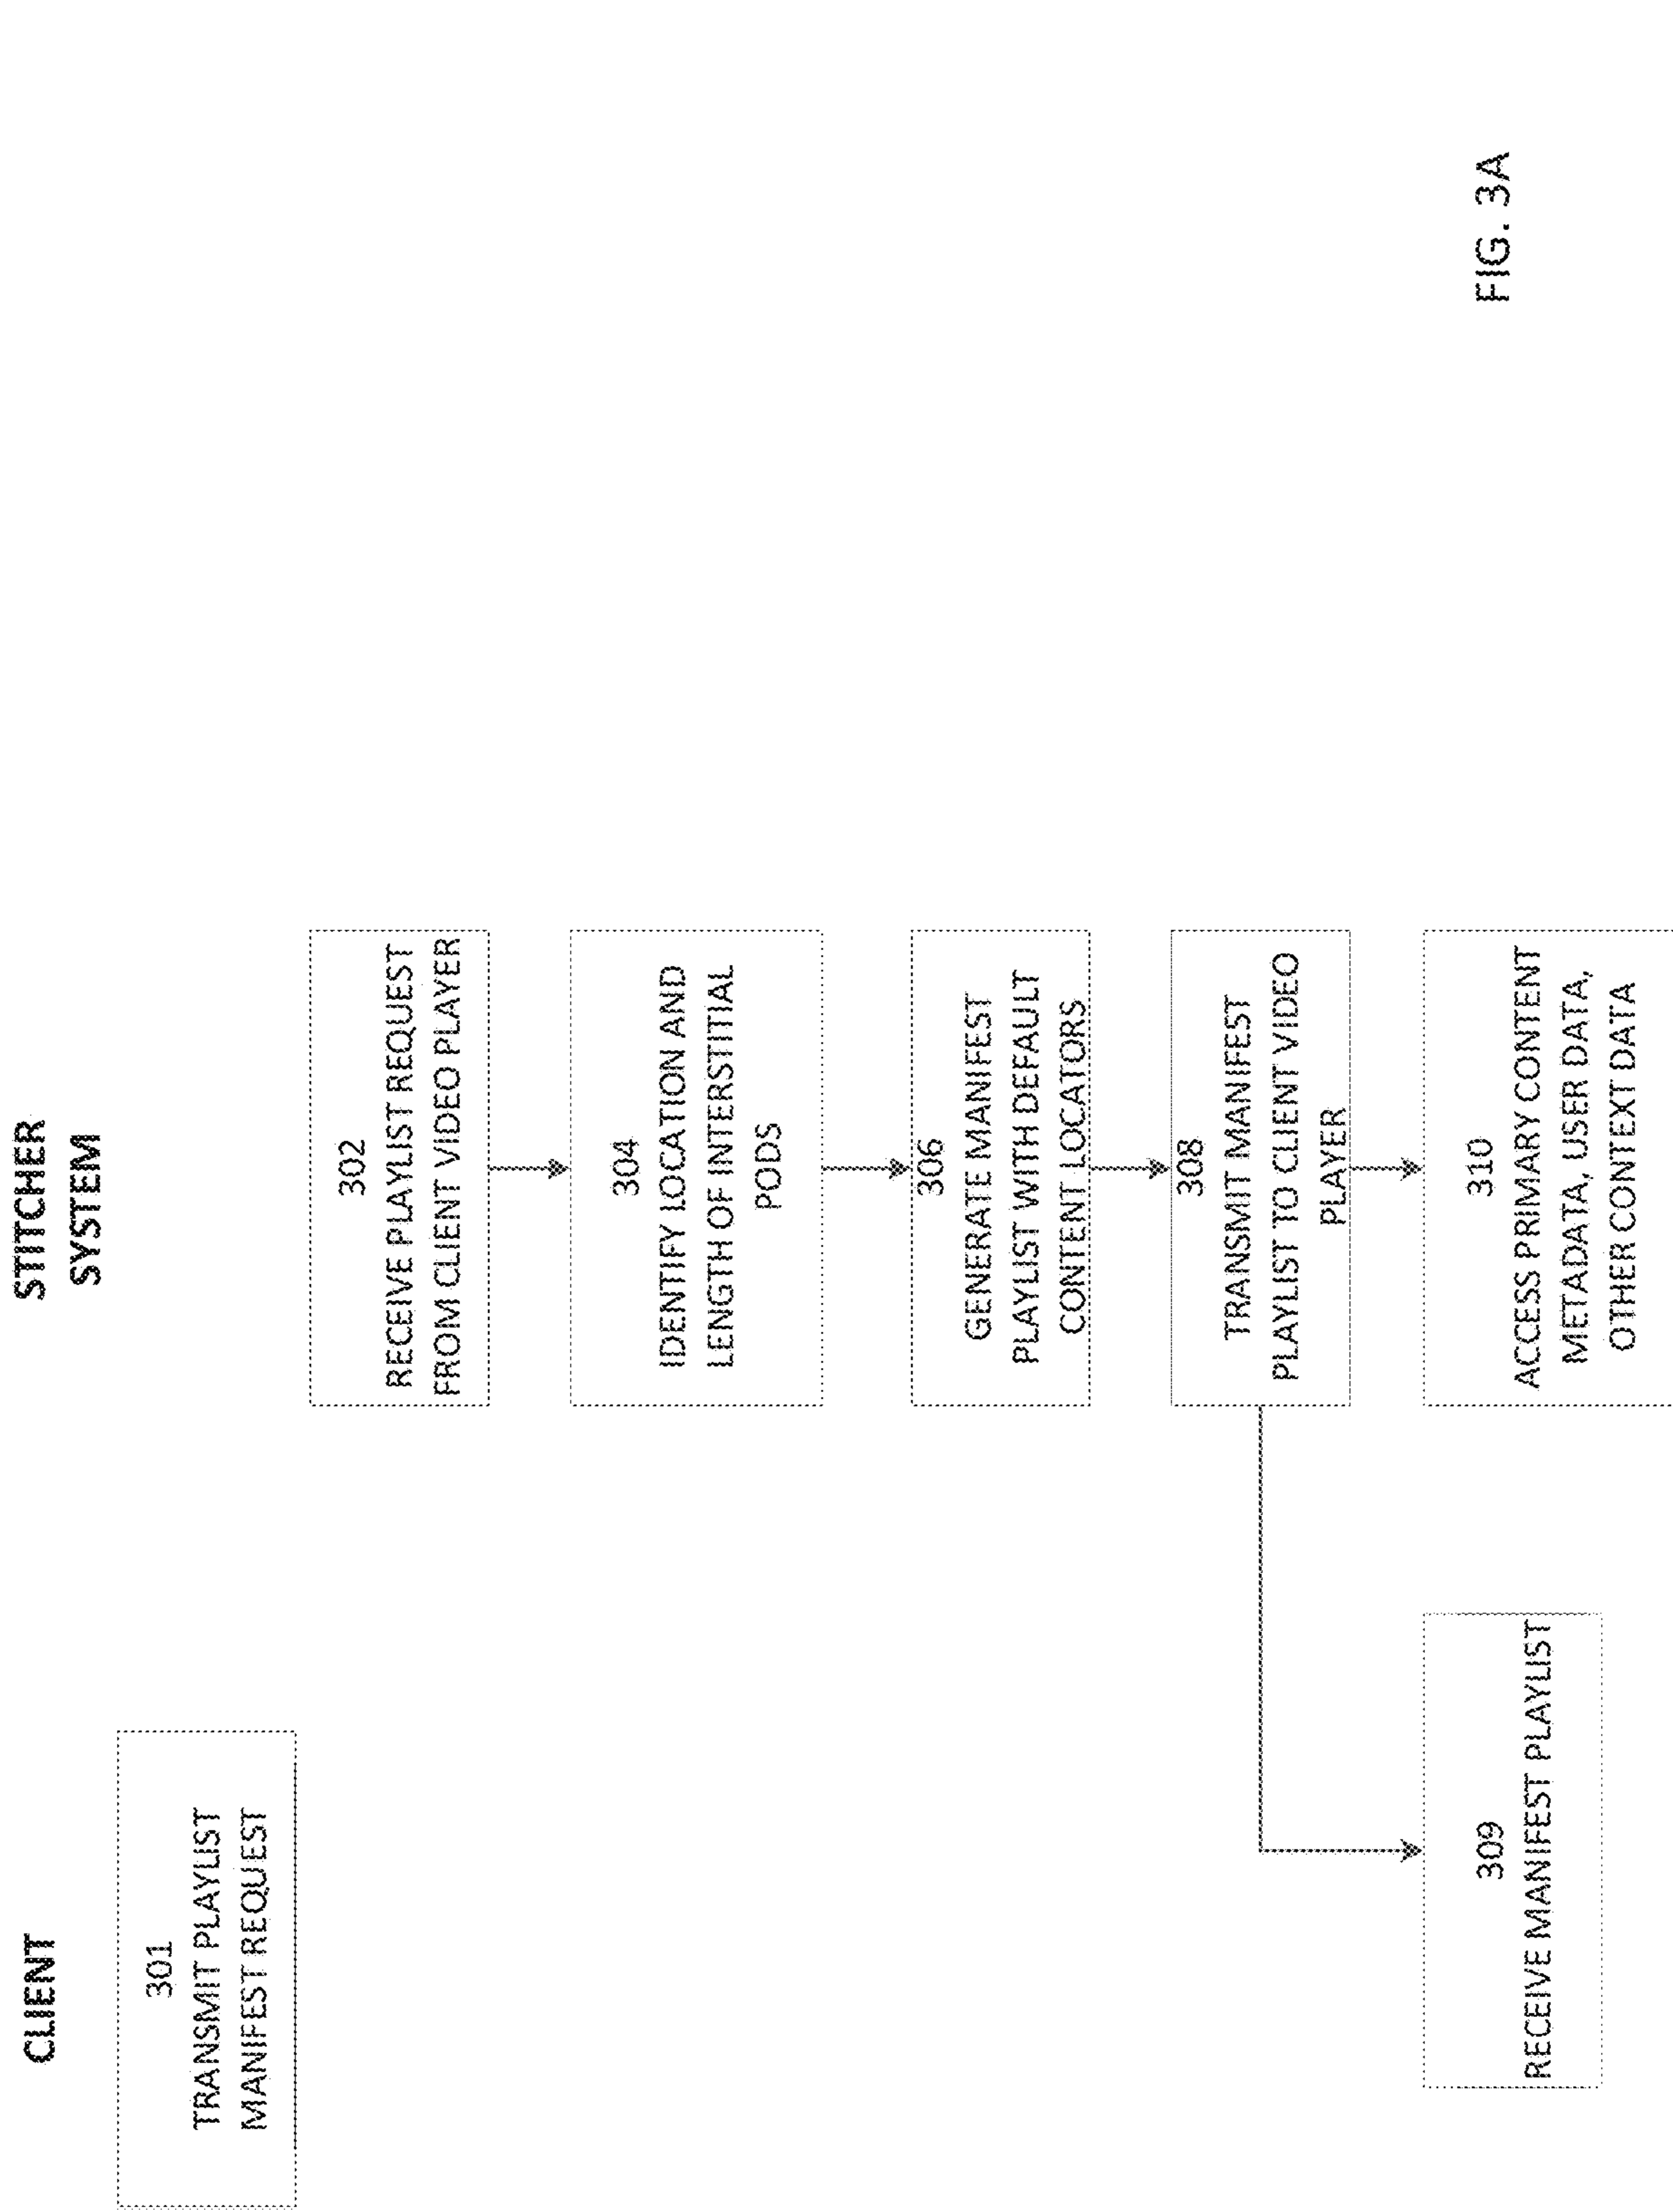 CLIENT
STITCHER
SYSTEM
301
TRANSMIT PLAYLIST
MANIFEST REQUEST
302
RECEIVE PLAYLIST REQUEST
FROM CLIENT VIDEO PLAYER
304
IDENTIFY LOCATION AND
LENGTH OF INTERSTITIAL
PODS
306
GENERATE MANIFEST
PLAYLIST WITH DEFAULT
CONTENT LOCATORS
308
TRANSMIT MANIFEST
PLAYLIST TO CLIENT VIDEO
PLAYER
309
RECEIVE MANIFEST PLAYLIST
310
ACCESS PRIMARY CONTENT
METADATA, USER DATA,
OTHER CONTEXT DATA
FIG. 3A